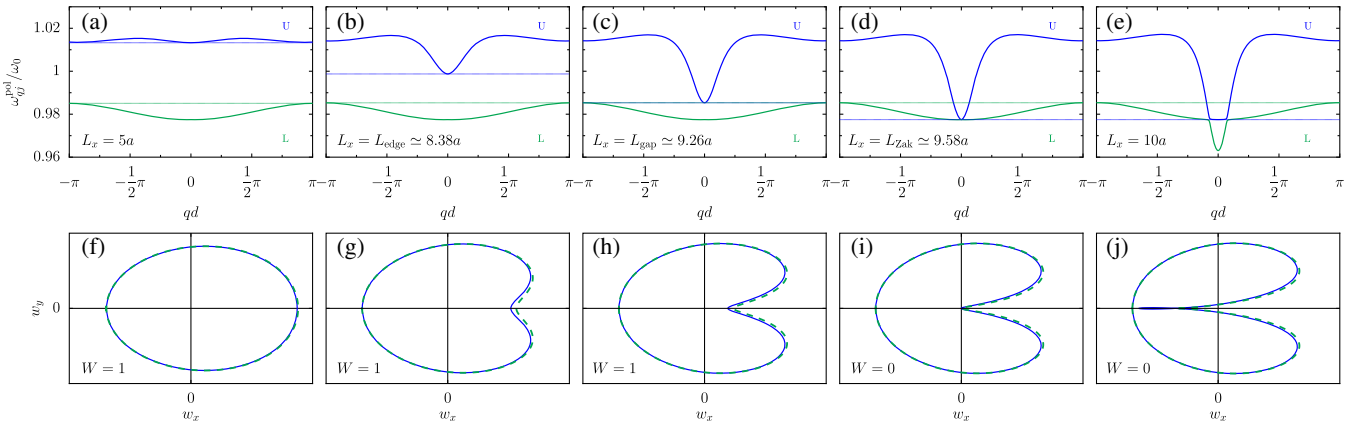 (a) (b) (c) (d) (e)
1.02
1
0.98
0.96
ω^pol_qj/ω_0
U U U U U
L L L L L
L_x = 5a
L_x = L_edge ≃ 8.38a
L_x = L_gap ≃ 9.26a
L_x = L_Zak ≃ 9.58a
L_x = 10a
−π −1/2π 0 1/2π π−π −1/2π 0 1/2π π−π −1/2π 0 1/2π π−π −1/2π 0 1/2π π−π −1/2π 0 1/2π π
qd qd qd qd qd
(f) (g) (h) (i) (j)
w_y
0
W = 1 W = 1 W = 1 W = 0 W = 0
0 0 0 0 0
w_x w_x w_x w_x w_x